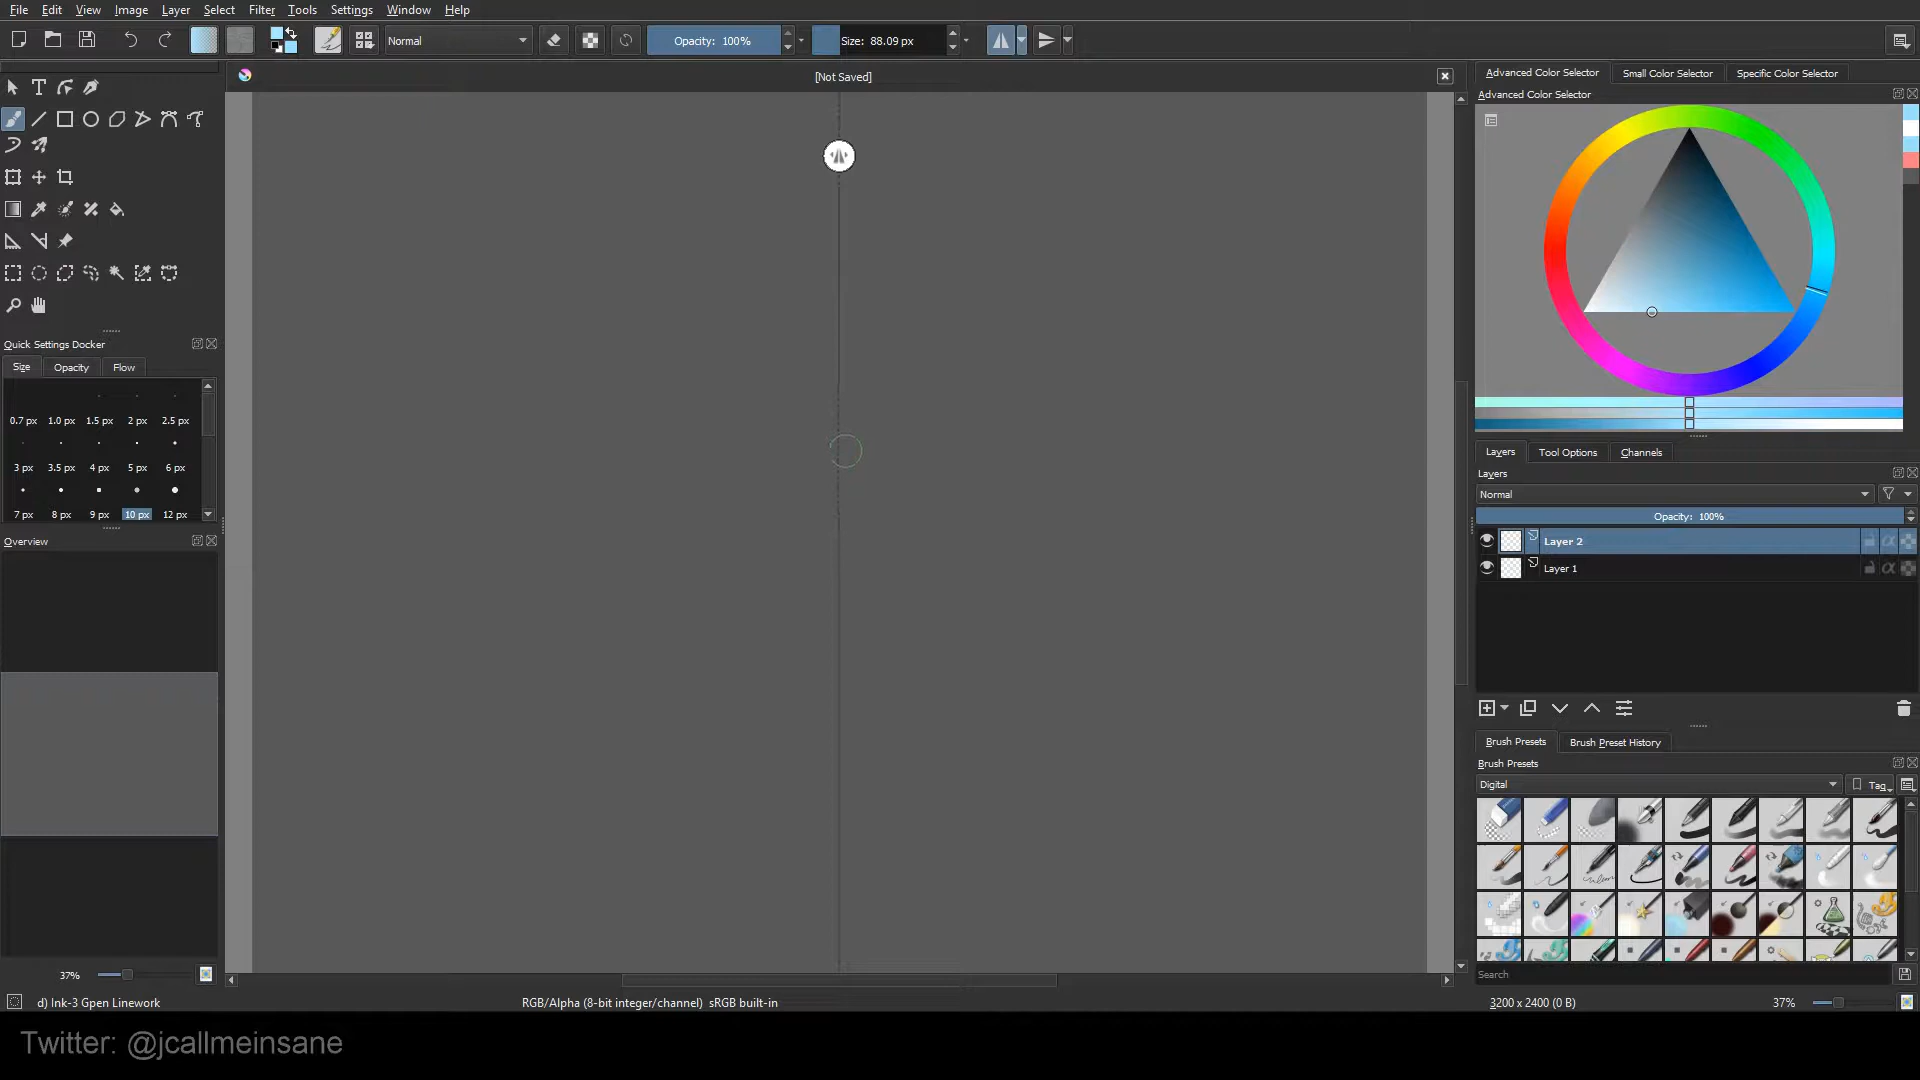 File Edit View Image Layer Select Filter Tools Settings Window Help
Normal
Opacity: 100%
Size: 88.09 px
[Not Saved]
Advanced Color Selector Small Color Selector Specific Color Selector
Advanced Color Selector
Quick Settings Docker
Size Opacity Flow
0.7 px 1.0 px 1.5 px 2 px 2.5 px
3 px 3.5 px 4 px 5 px 6 px
7 px 8 px 9 px 10 px 12 px
Overview
37%
Layers Tool Options Channels
Layers
Normal
Opacity: 100%
Layer 2
Layer 1
Brush Presets Brush Preset History
Brush Presets
Digital
Tag
Search
d) Ink-3 Gpen Linework
RGB/Alpha (8-bit integer/channel) sRGB built-in
3200 x 2400 (0 B)
37%
Twitter: @jcallmeinsane